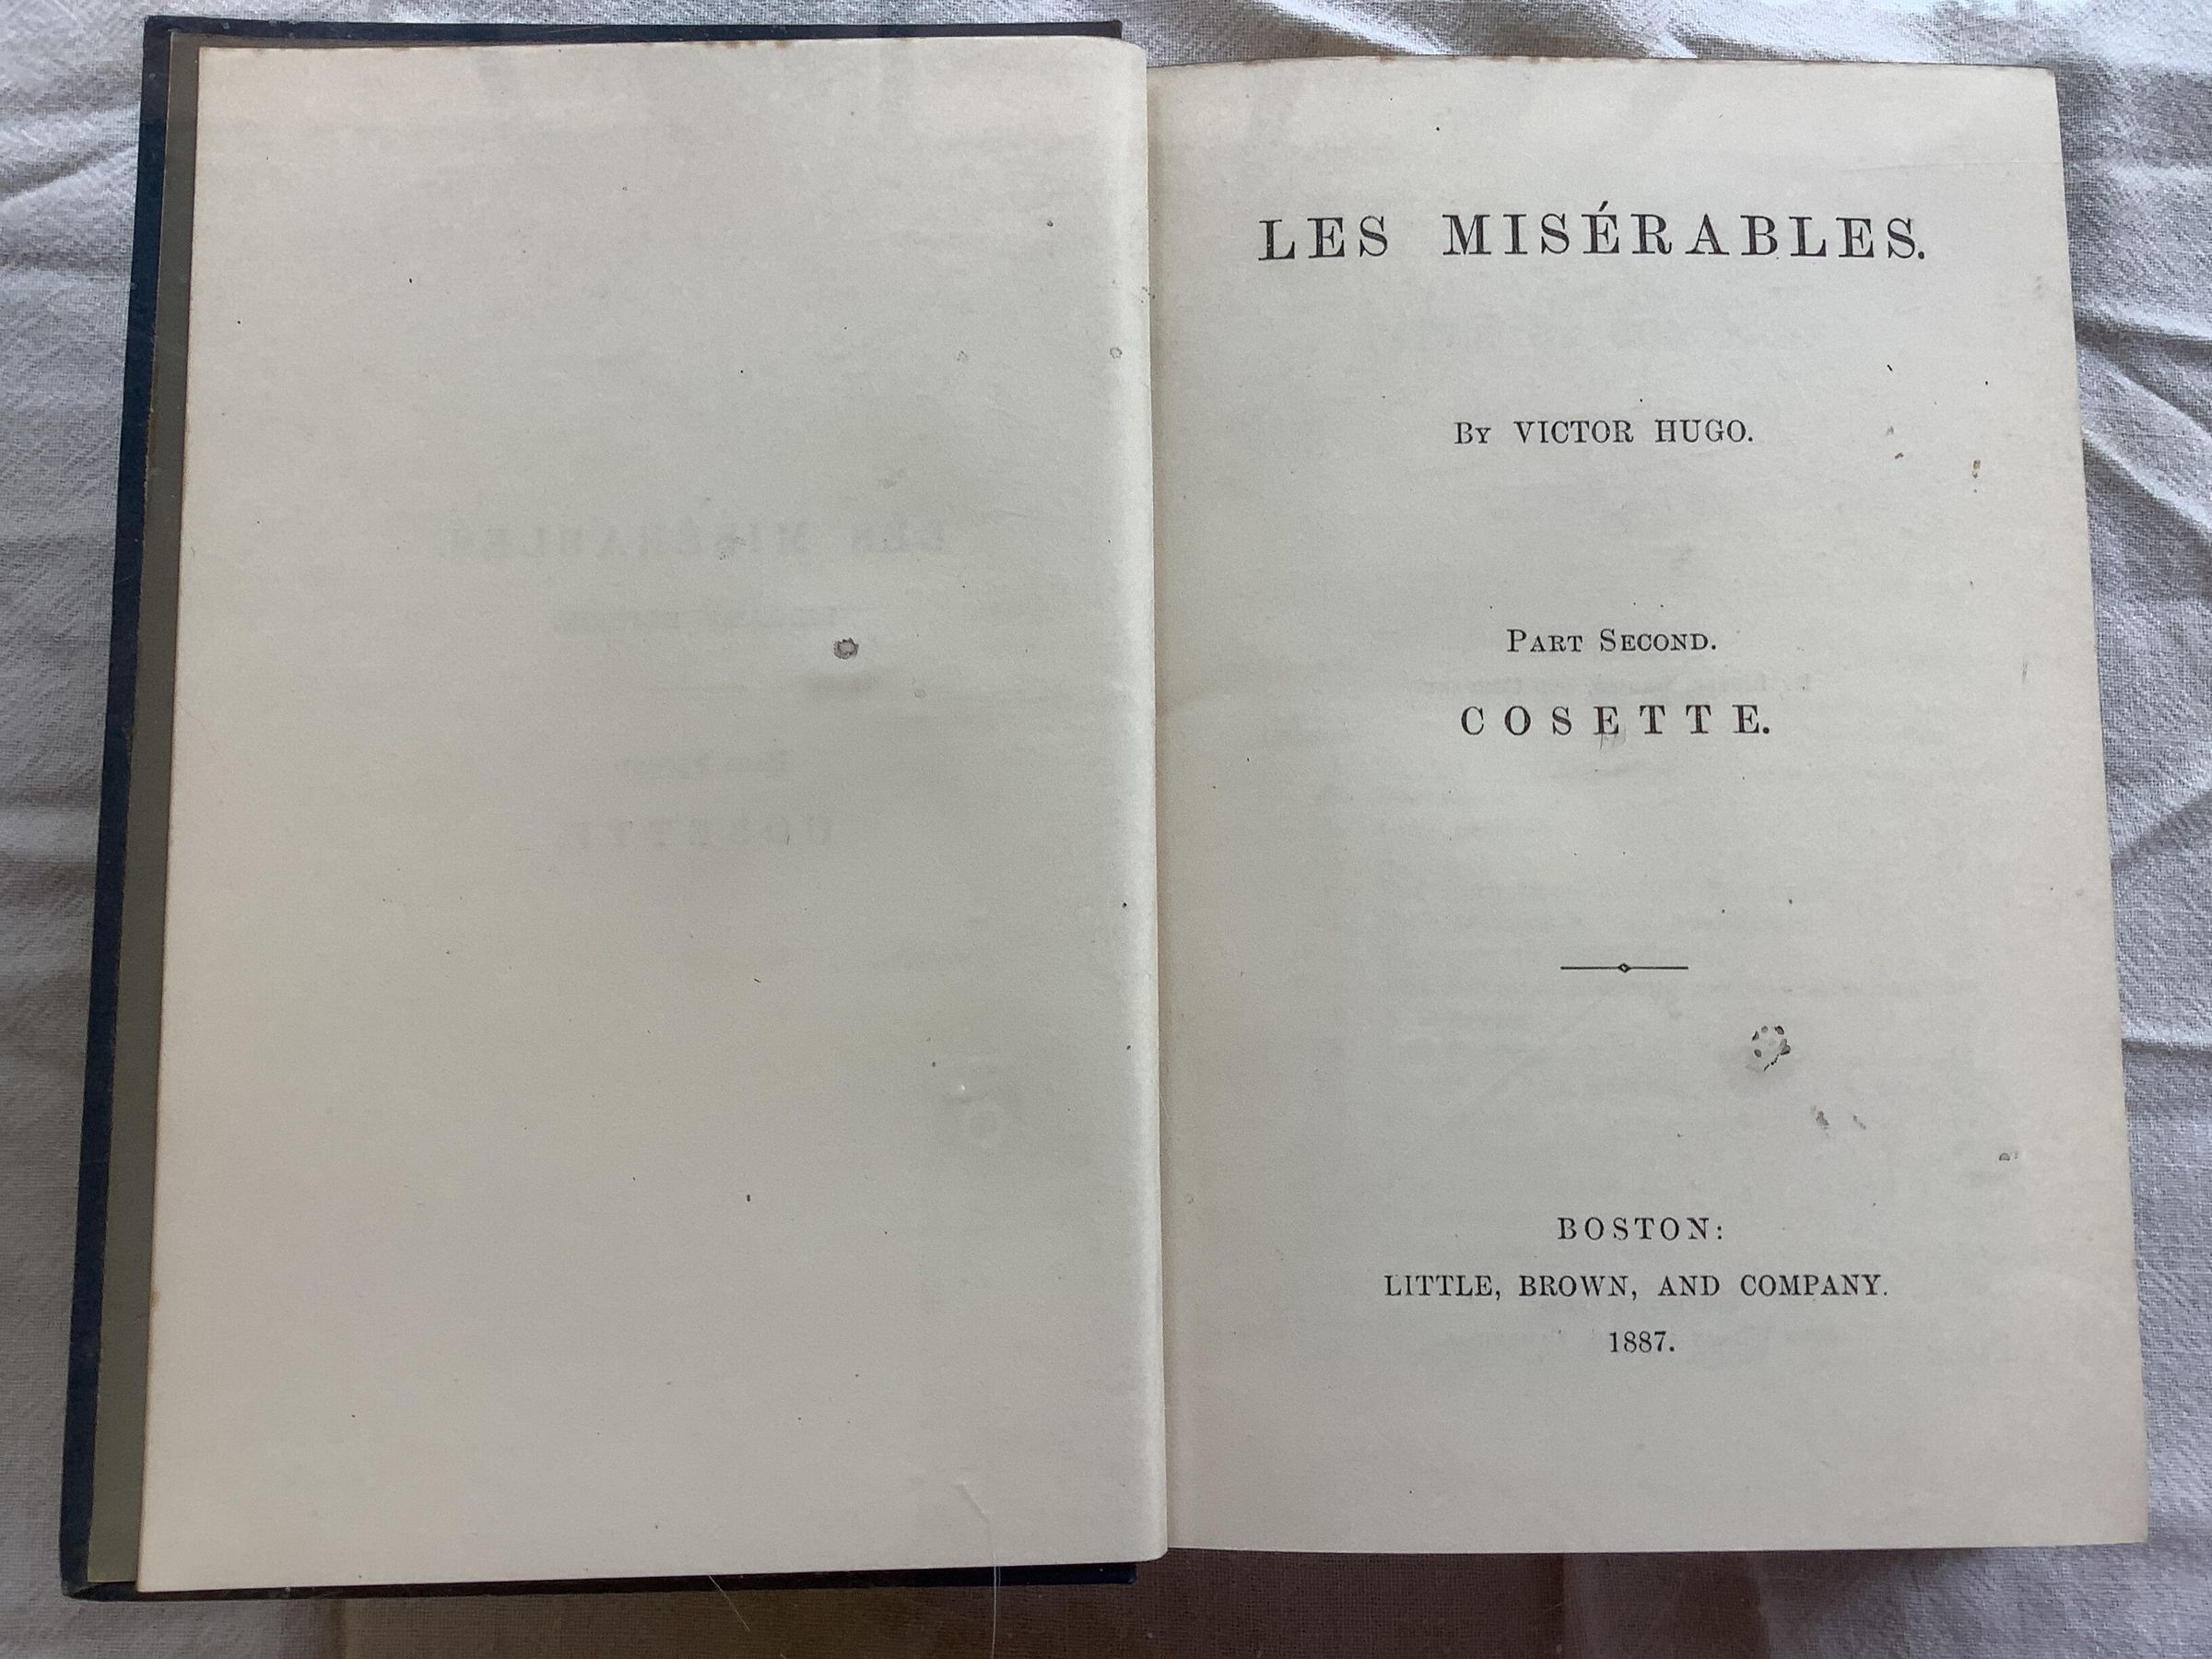 LES MISÉRABLES.
By VICTOR HUGO.
Part Second.
COSETTE.
BOSTON:
LITTLE, BROWN, AND COMPANY.
1887.